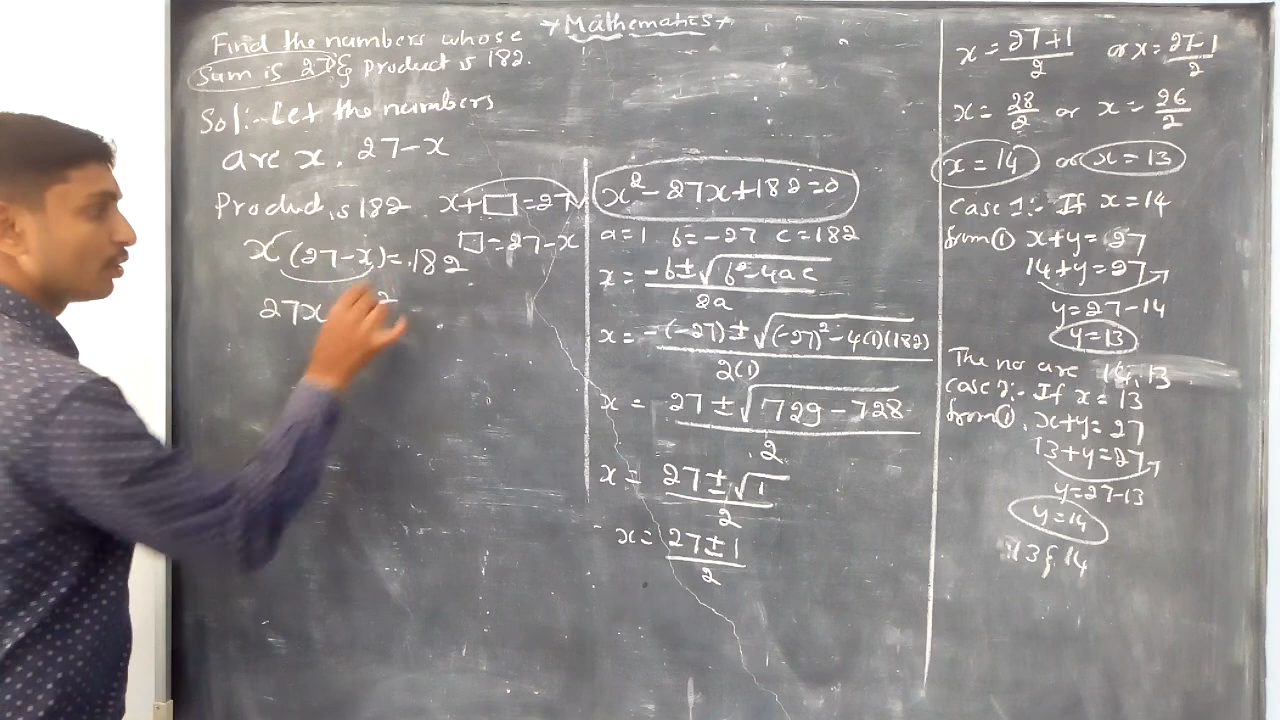 Mathematics
Find the numbers whose
Sum is 27 & product is 182.
Sol:- Let the numbers
are x, 27-x
Product is 182
x+□=27
□=27-x
x(27-x)=182
27x 2
x²-27x+182=0
a=1 b=-27 c=182
x= -b±√b²-4ac / 2a
x= -(-27)±√(-27)²-4(1)(182) / 2(1)
x= 27±√729-728 / 2
x= 27±√1 / 2
x= 27±1 / 2
x= 27+1 / 2 or x= 27-1 / 2
x= 28/2 or x= 26/2
x=14 or x=13
Case 1:- If x=14
from ① x+y=27
14+y=27
y=27-14
y=13
The no are 14, 13
Case 2:- If x=13
from ①, x+y=27
13+y=27
y=27-13
y=14
13 & 14